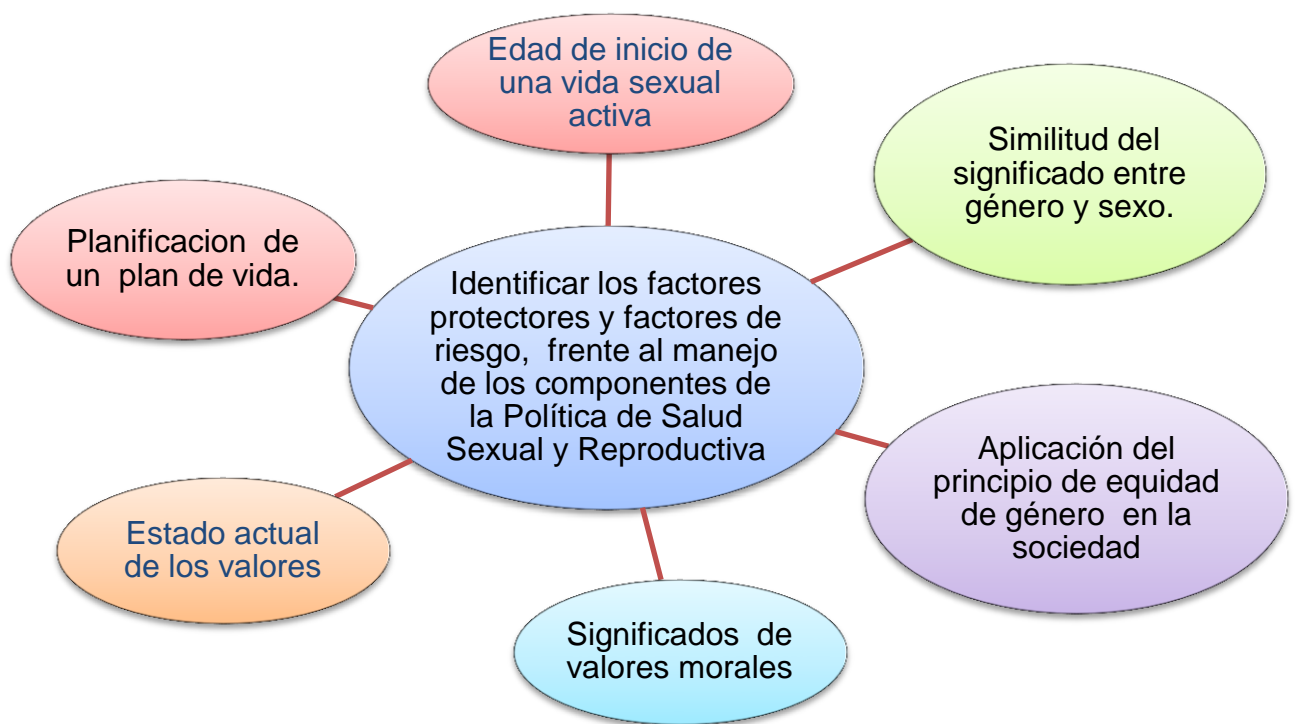 Edad de inicio de
una vida sexual
activa
Similitud del
significado entre
género y sexo.
Planificacion de
un plan de vida.
Identificar los factores
protectores y factores de
riesgo, frente al manejo
de los componentes de
la Política de Salud
Sexual y Reproductiva
Aplicación del
principio de equidad
de género en la
sociedad
Estado actual
de los valores
Significados de
valores morales